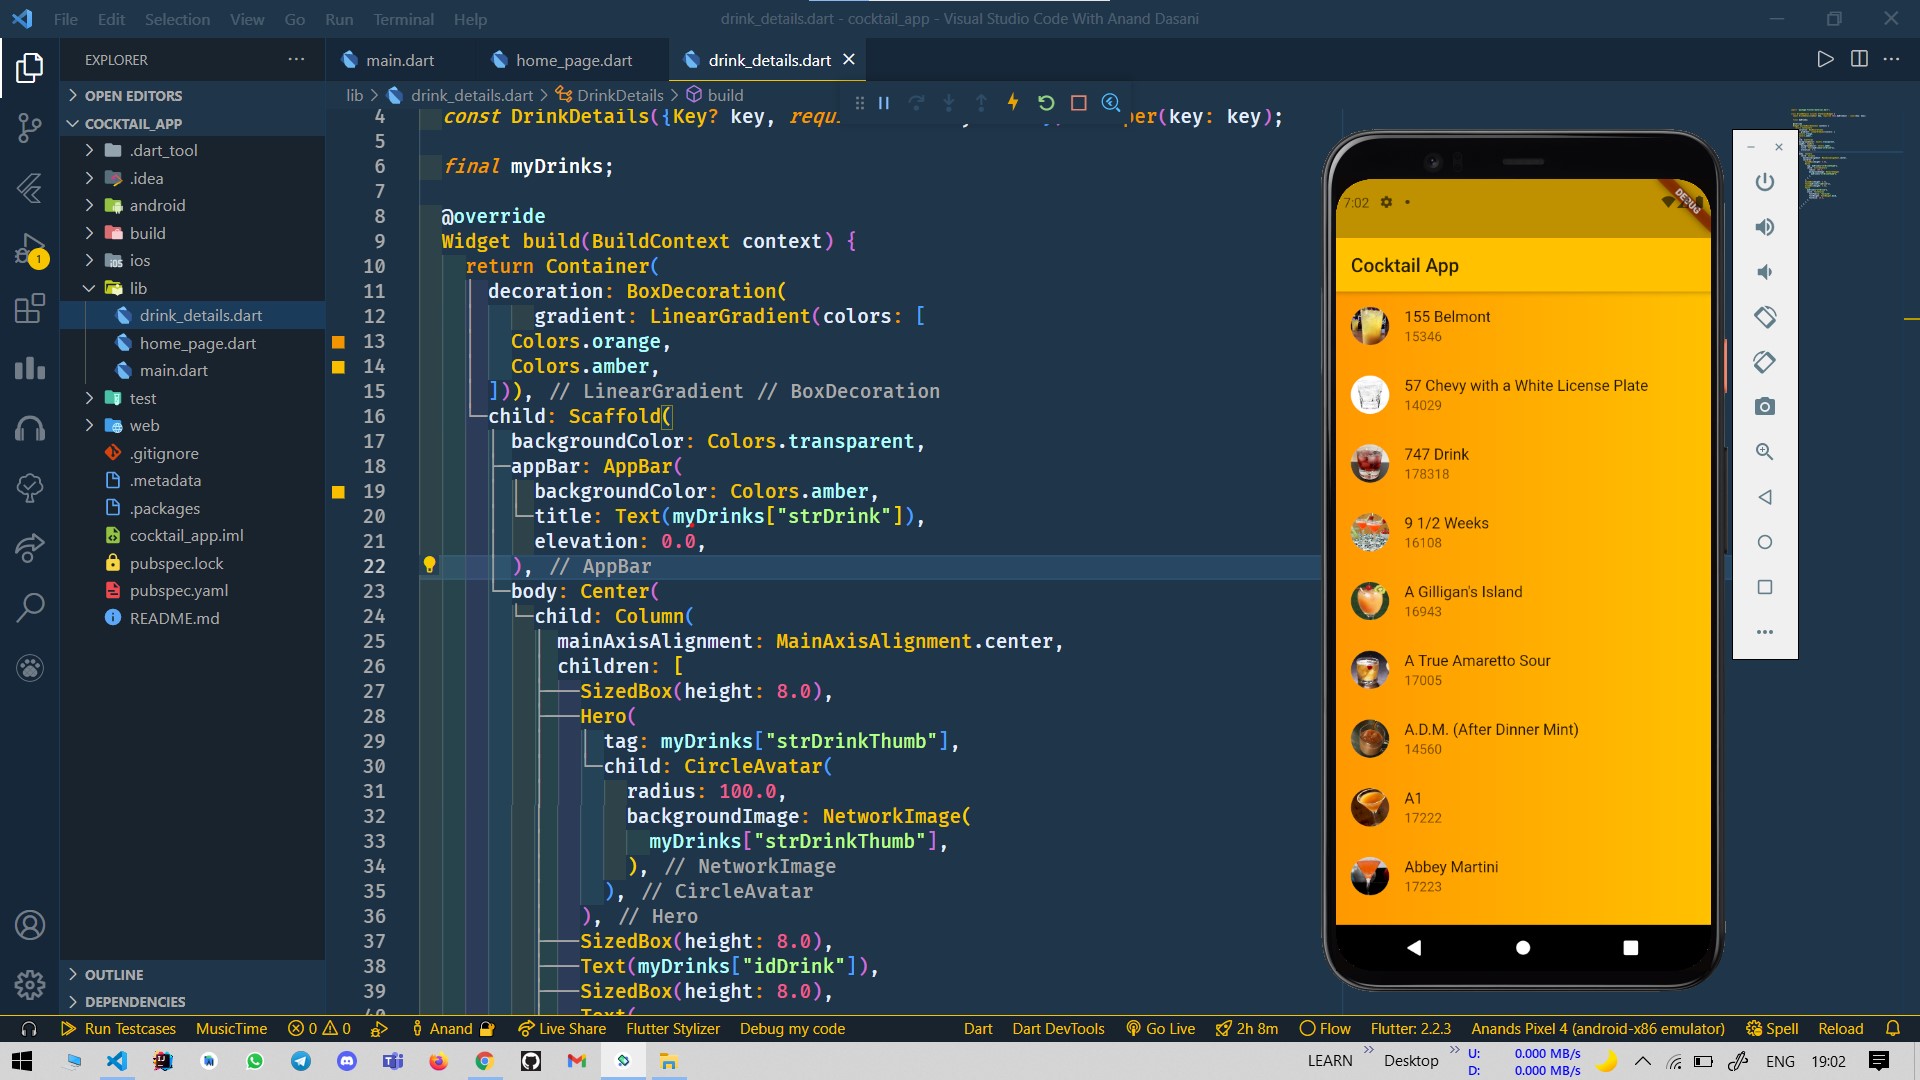 File Edit Selection View Go Run Terminal Help
drink_details.dart - cocktail_app - Visual Studio Code With Anand Dasani
EXPLORER
main.dart
home_page.dart
drink_details.dart
OPEN EDITORS
COCKTAIL_APP
.dart_tool
.idea
android
build
ios
lib
drink_details.dart
home_page.dart
main.dart
test
web
.gitignore
.metadata
.packages
cocktail_app.iml
pubspec.lock
pubspec.yaml
README.md
OUTLINE
DEPENDENCIES
1
lib > drink_details.dart > DrinkDetails > build
4 const DrinkDetails({Key? key, requ per(key: key);
5
6 final myDrinks;
7
8 @override
9 Widget build(BuildContext context) {
10 return Container(
11 decoration: BoxDecoration(
12 gradient: LinearGradient(colors: [
13 Colors.orange,
14 Colors.amber,
15 ])), // LinearGradient // BoxDecoration
16 child: Scaffold(
17 backgroundColor: Colors.transparent,
18 appBar: AppBar(
19 backgroundColor: Colors.amber,
20 title: Text(myDrinks["strDrink"]),
21 elevation: 0.0,
22 ), // AppBar
23 body: Center(
24 child: Column(
25 mainAxisAlignment: MainAxisAlignment.center,
26 children: [
27 SizedBox(height: 8.0),
28 Hero(
29 tag: myDrinks["strDrinkThumb"],
30 child: CircleAvatar(
31 radius: 100.0,
32 backgroundImage: NetworkImage(
33 myDrinks["strDrinkThumb"],
34 ), // NetworkImage
35 ), // CircleAvatar
36 ), // Hero
37 SizedBox(height: 8.0),
38 Text(myDrinks["idDrink"]),
39 SizedBox(height: 8.0),
40 Text(
7:02
DEBUG
Cocktail App
155 Belmont
15346
57 Chevy with a White License Plate
14029
747 Drink
178318
9 1/2 Weeks
16108
A Gilligan's Island
16943
A True Amaretto Sour
17005
A.D.M. (After Dinner Mint)
14560
A1
17222
Abbey Martini
17223
Run Testcases MusicTime 0 0 Anand Live Share Flutter Stylizer Debug my code Dart Dart DevTools Go Live 2h 8m Flow Flutter: 2.2.3 Anands Pixel 4 (android-x86 emulator) Spell Reload
LEARN Desktop U: 0.000 MB/s
D: 0.000 MB/s
ENG 19:02